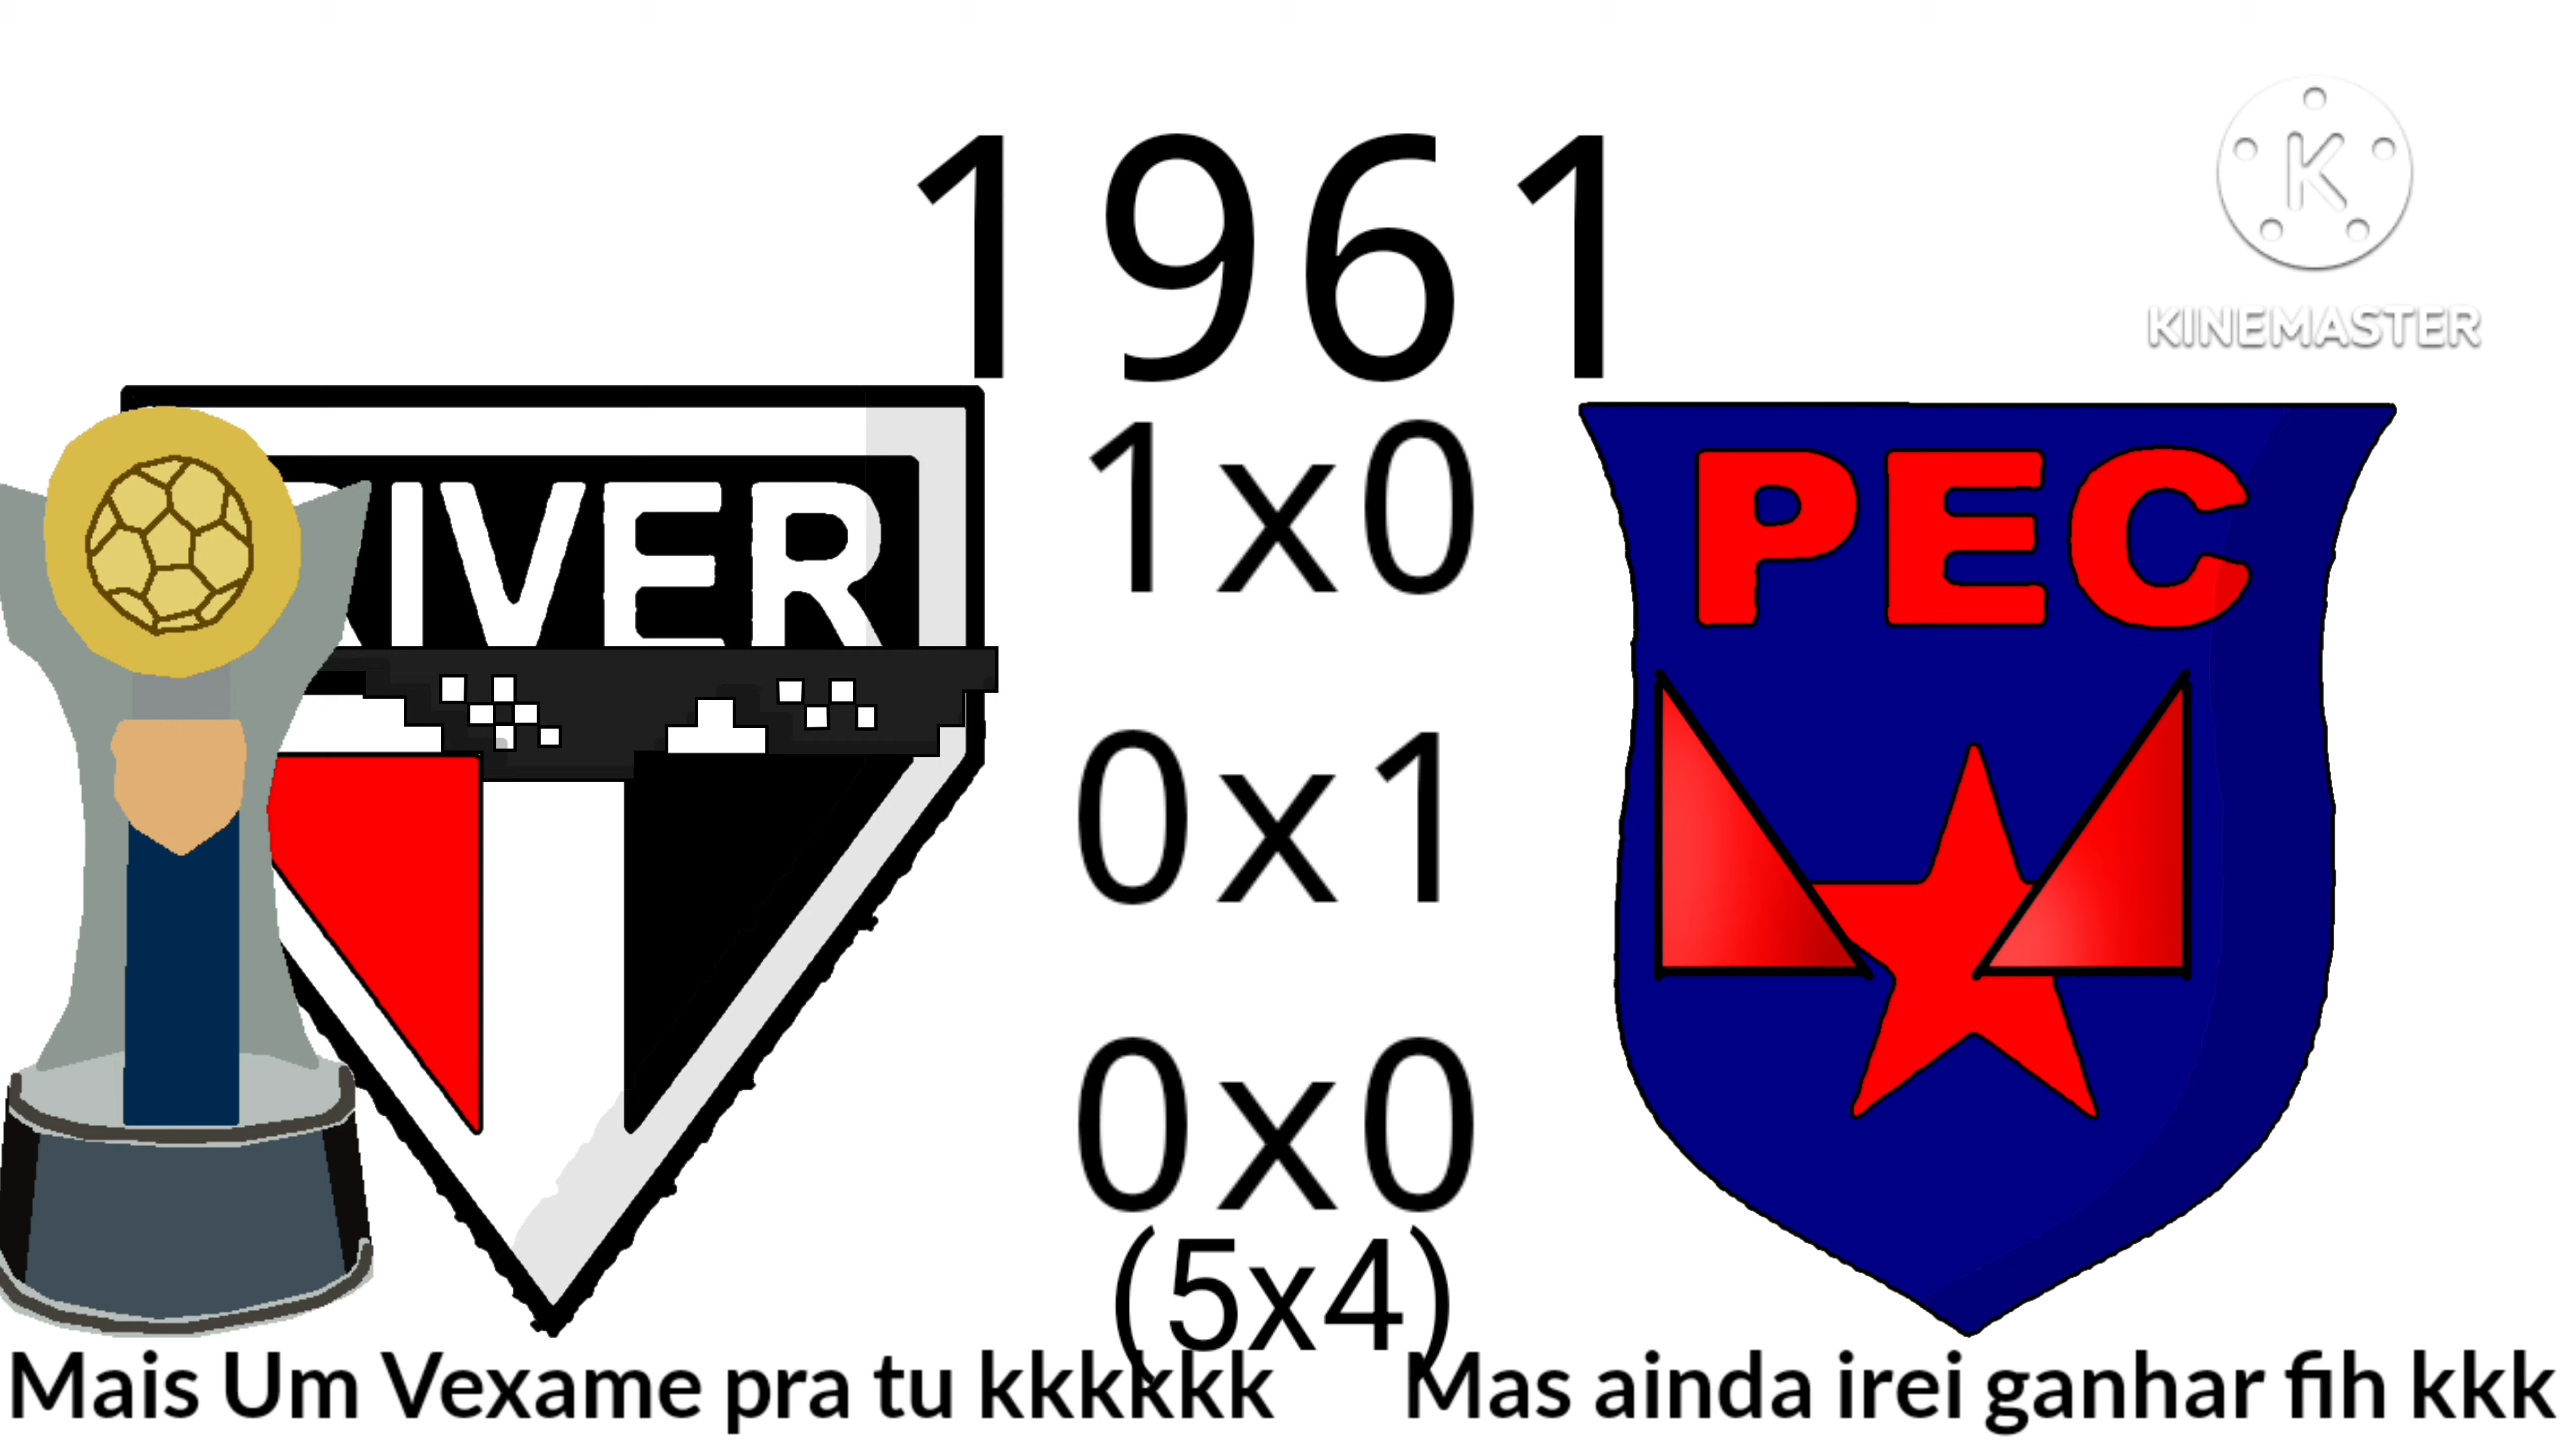 1961
KINEMASTER
RIVER
1x0
PEC
0x1
0x0
(5x4)
Mais Um Vexame pra tu kkkkkk
Mas ainda irei ganhar fih kkk